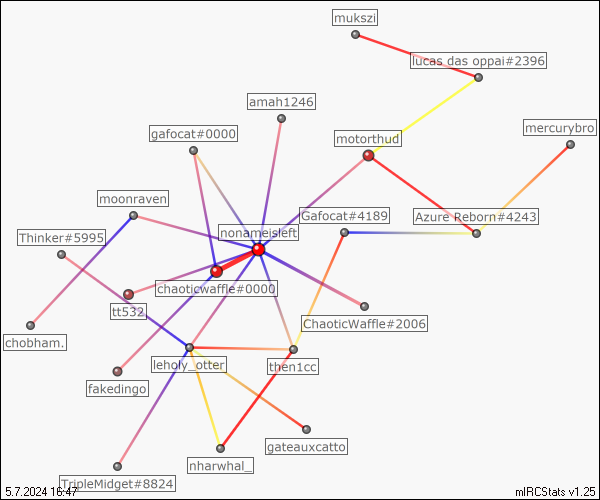 mukszi
lucas das oppai#2396
amah1246
mercurybro
gafocat#0000
motorthud
moonraven
Gafocat#4189
Azure Reborn#4243
Thinker#5995
nonameisleft
chaoticwaffle#0000
tt532
ChaoticWaffle#2006
chobham.
leholy_otter
then1cc
fakedingo
gateauxcatto
nharwhal_
TripleMidget#8824
5.7.2024 16:47
mIRCStats v1.25